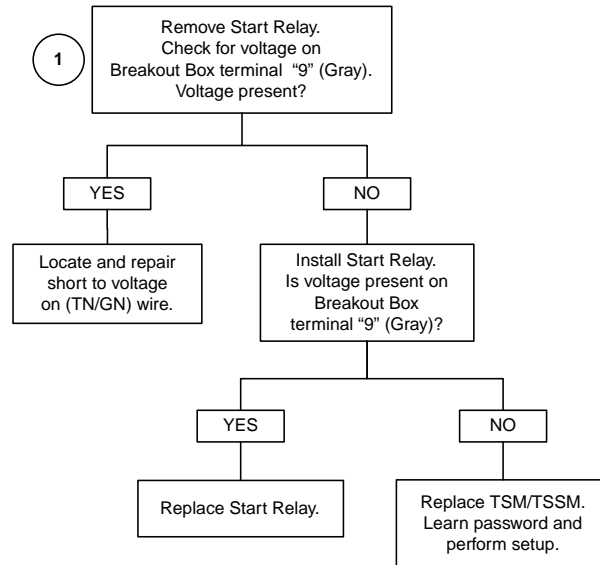 1
Remove Start Relay.
Check for voltage on
Breakout Box terminal “9” (Gray).
Voltage present?
YES
NO
Locate and repair
short to voltage
on (TN/GN) wire.
Install Start Relay.
Is voltage present on
Breakout Box
terminal “9” (Gray)?
YES
NO
Replace Start Relay.
Replace TSM/TSSM.
Learn password and
perform setup.